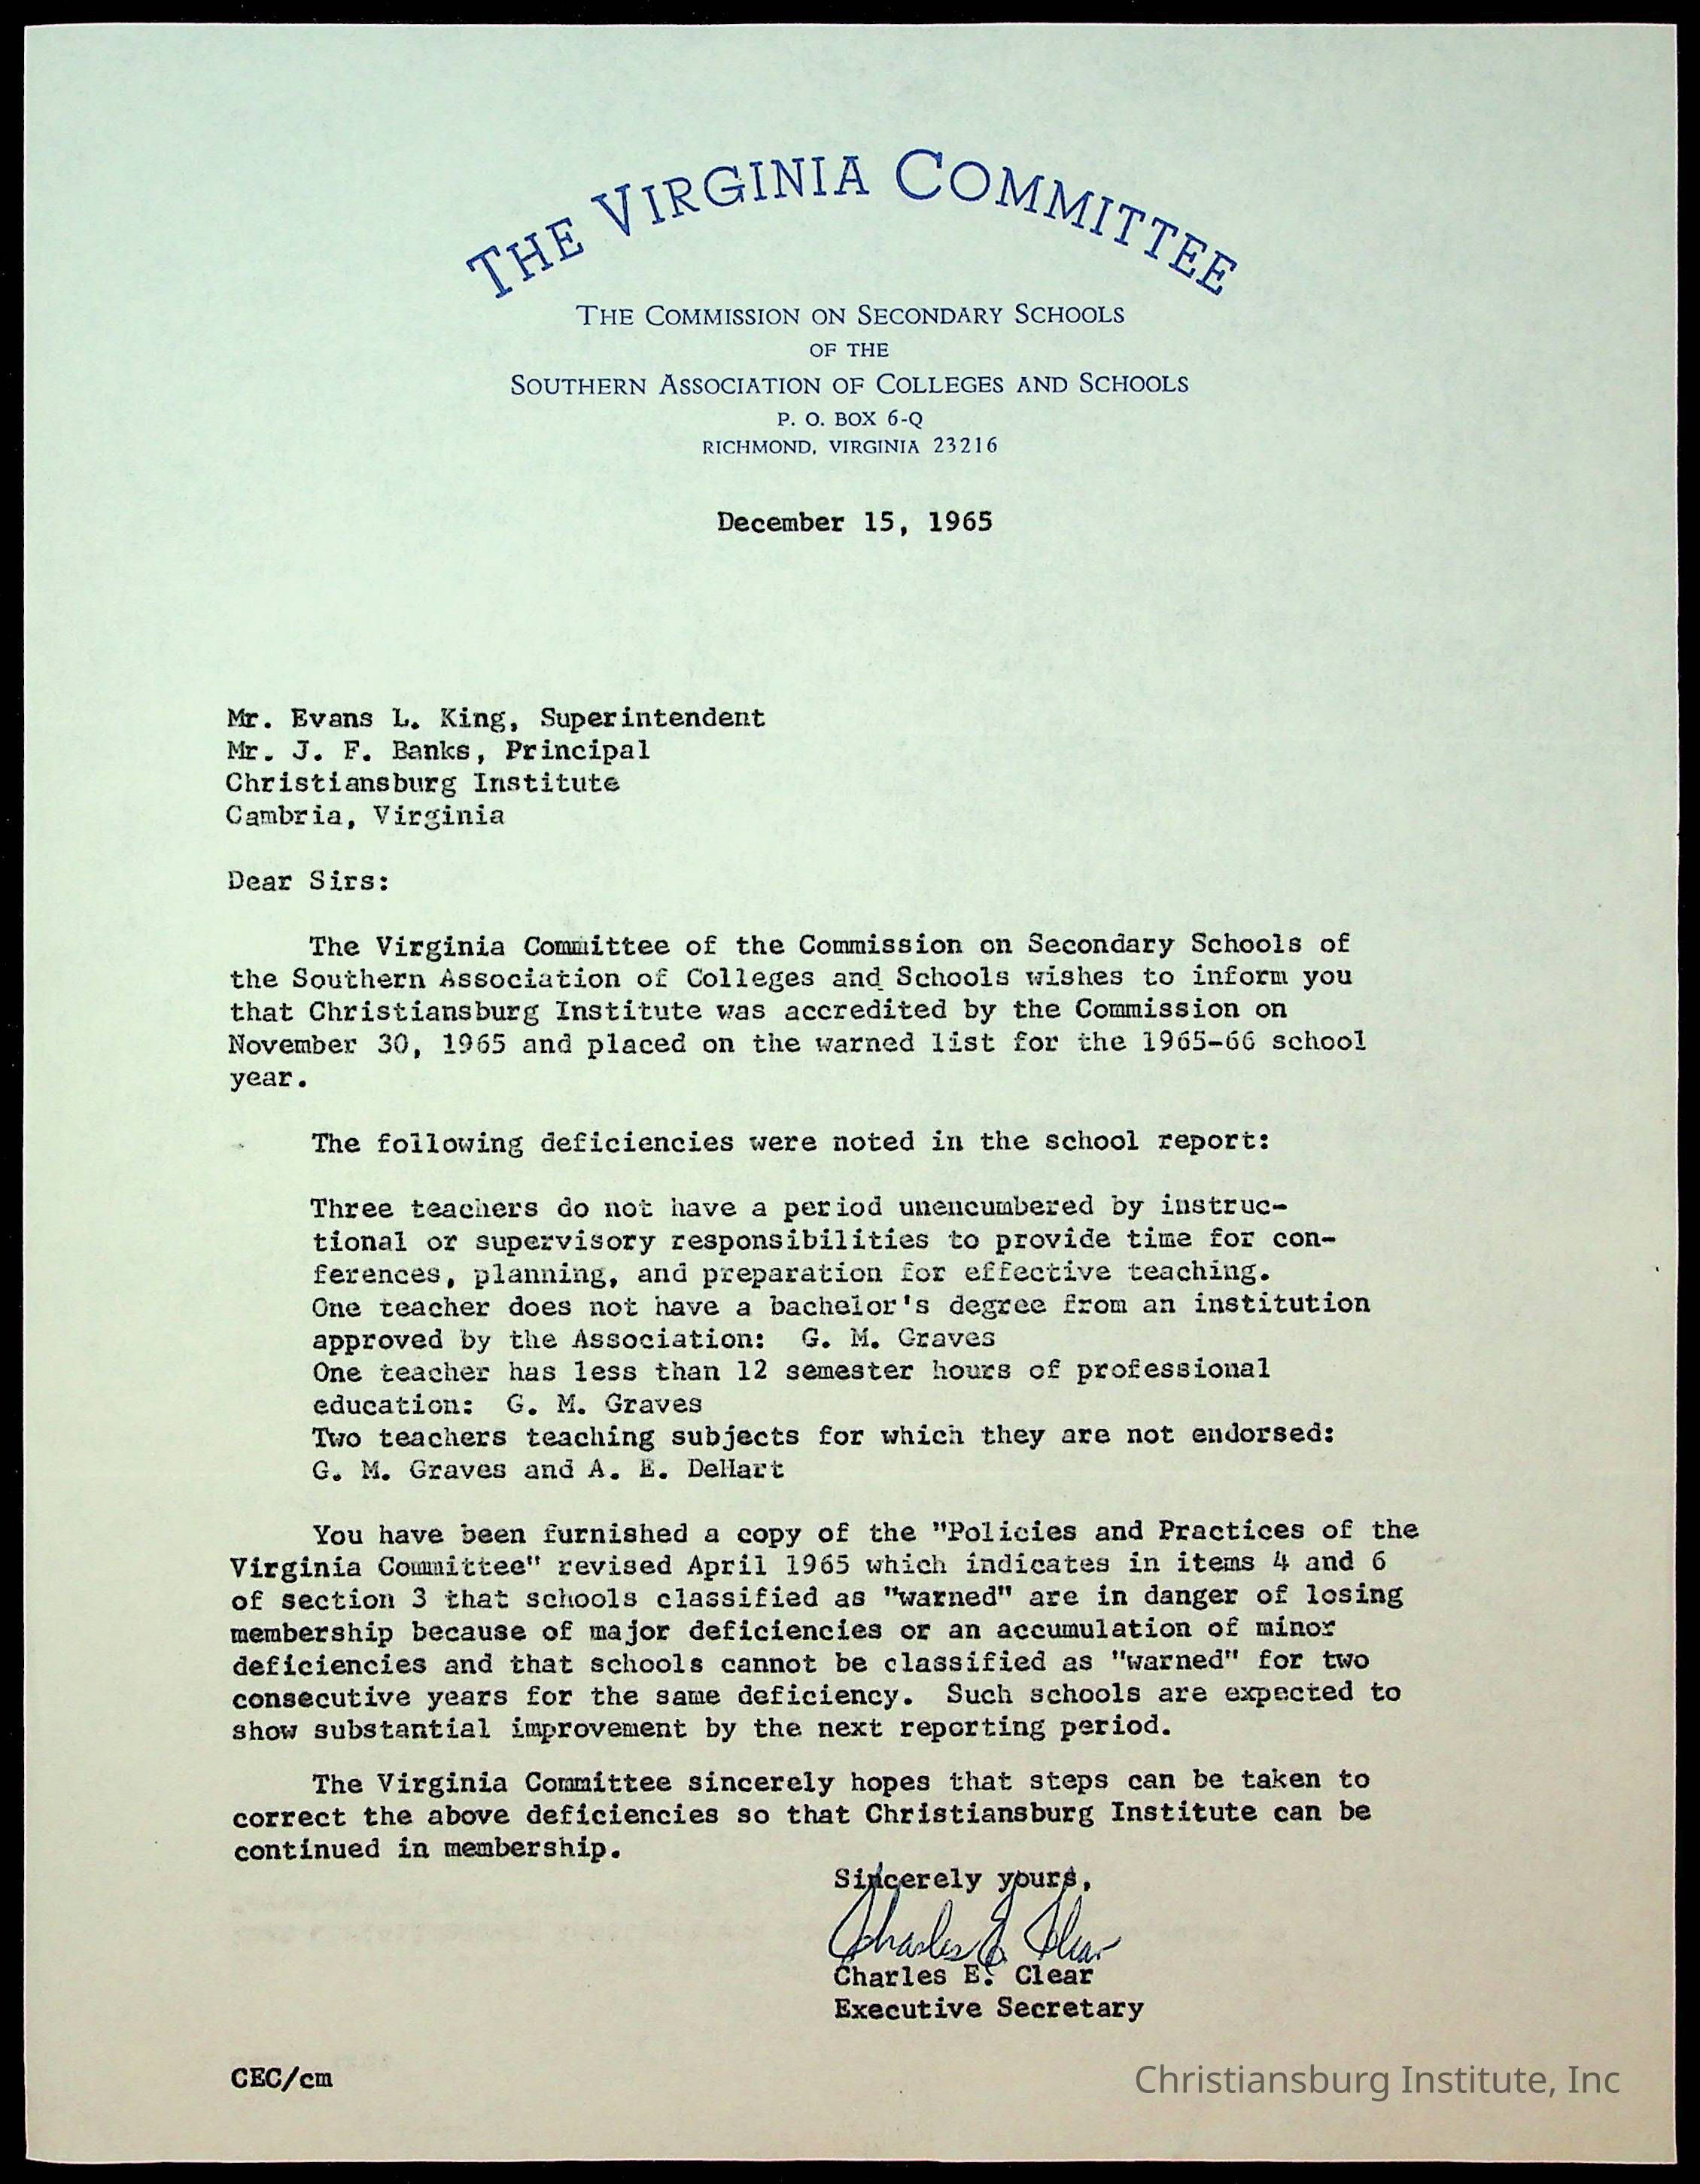 THE VIRGINIA COMMITTEE
THE COMMISSION ON SECONDARY SCHOOLS
OF THE
SOUTHERN ASSOCIATION OF COLLEGES AND SCHOOLS
P. O. BOX 6-Q
RICHMOND, VIRGINIA 23216
December 15, 1965
Mr. Evans L. King, Superintendent
Mr. J. F. Banks, Principal
Christiansburg Institute
Cambria, Virginia
Dear Sirs:
The Virginia Committee of the Commission on Secondary Schools of
the Southern Association of Colleges and Schools wishes to inform you
that Christiansburg Institute was accredited by the Commission on
November 30, 1965 and placed on the warned list for the 1965-66 school
year.
The following deficiencies were noted in the school report:
Three teachers do not have a period unencumbered by instruc-
tional or supervisory responsibilities to provide time for con-
ferences, planning, and preparation for effective teaching.
One teacher does not have a bachelor's degree from an institution
approved by the Association: G. M. Graves
One teacher has less than 12 semester hours of professional
education: G. M. Graves
Two teachers teaching subjects for which they are not endorsed:
G. M. Graves and A. E. DeHart
You have been furnished a copy of the "Policies and Practices of the
Virginia Committee" revised April 1965 which indicates in items 4 and 6
of section 3 that schools classified as "warned" are in danger of losing
membership because of major deficiencies or an accumulation of minor
deficiencies and that schools cannot be classified as "warned" for two
consecutive years for the same deficiency. Such schools are expected to
show substantial improvement by the next reporting period.
The Virginia Committee sincerely hopes that steps can be taken to
correct the above deficiencies so that Christiansburg Institute can be
continued in membership.
Sincerely yours,
Charles E. Clear
Charles E. Clear
Executive Secretary
CEC/cm
Christiansburg Institute, Inc